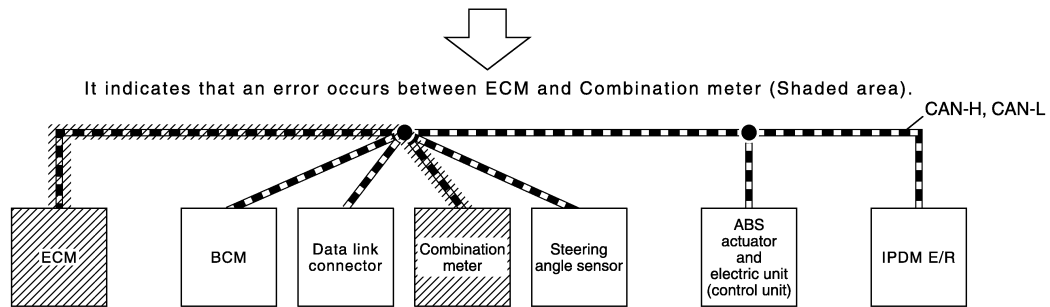 It indicates that an error occurs between ECM and Combination meter (Shaded area).
CAN-H, CAN-L
ECM
BCM
Data link
connector
Combination
meter
Steering
angle sensor
ABS
actuator
and
electric unit
(control unit)
IPDM E/R